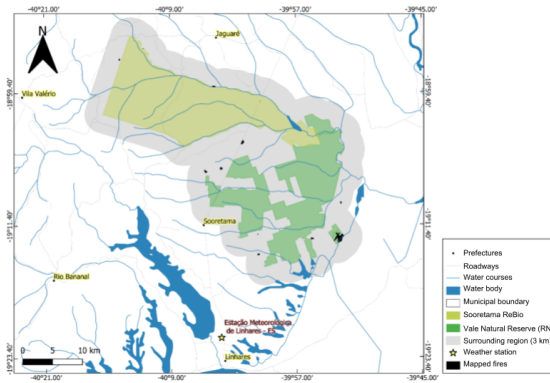 -40°21.00'
-40°9.00'
-39°57.00'
-39°45.00'
N
Jaguaré
-18°59.40'
-18°59.40'
Vila Valério
Sooretama
-19°11.40'
-19°11.40'
Rio Bananal
Estação Meteorológica
de Linhares - ES
Linhares
0 5 10 km
-19°23.40'
-19°23.40'
-40°21.00'
-40°9.00'
-39°57.00'
-39°45.00'
Prefectures
Roadways
Water courses
Water body
Municipal boundary
Sooretama ReBio
Vale Natural Reserve (RN
Surrounding region (3 km
Weather station
Mapped fires